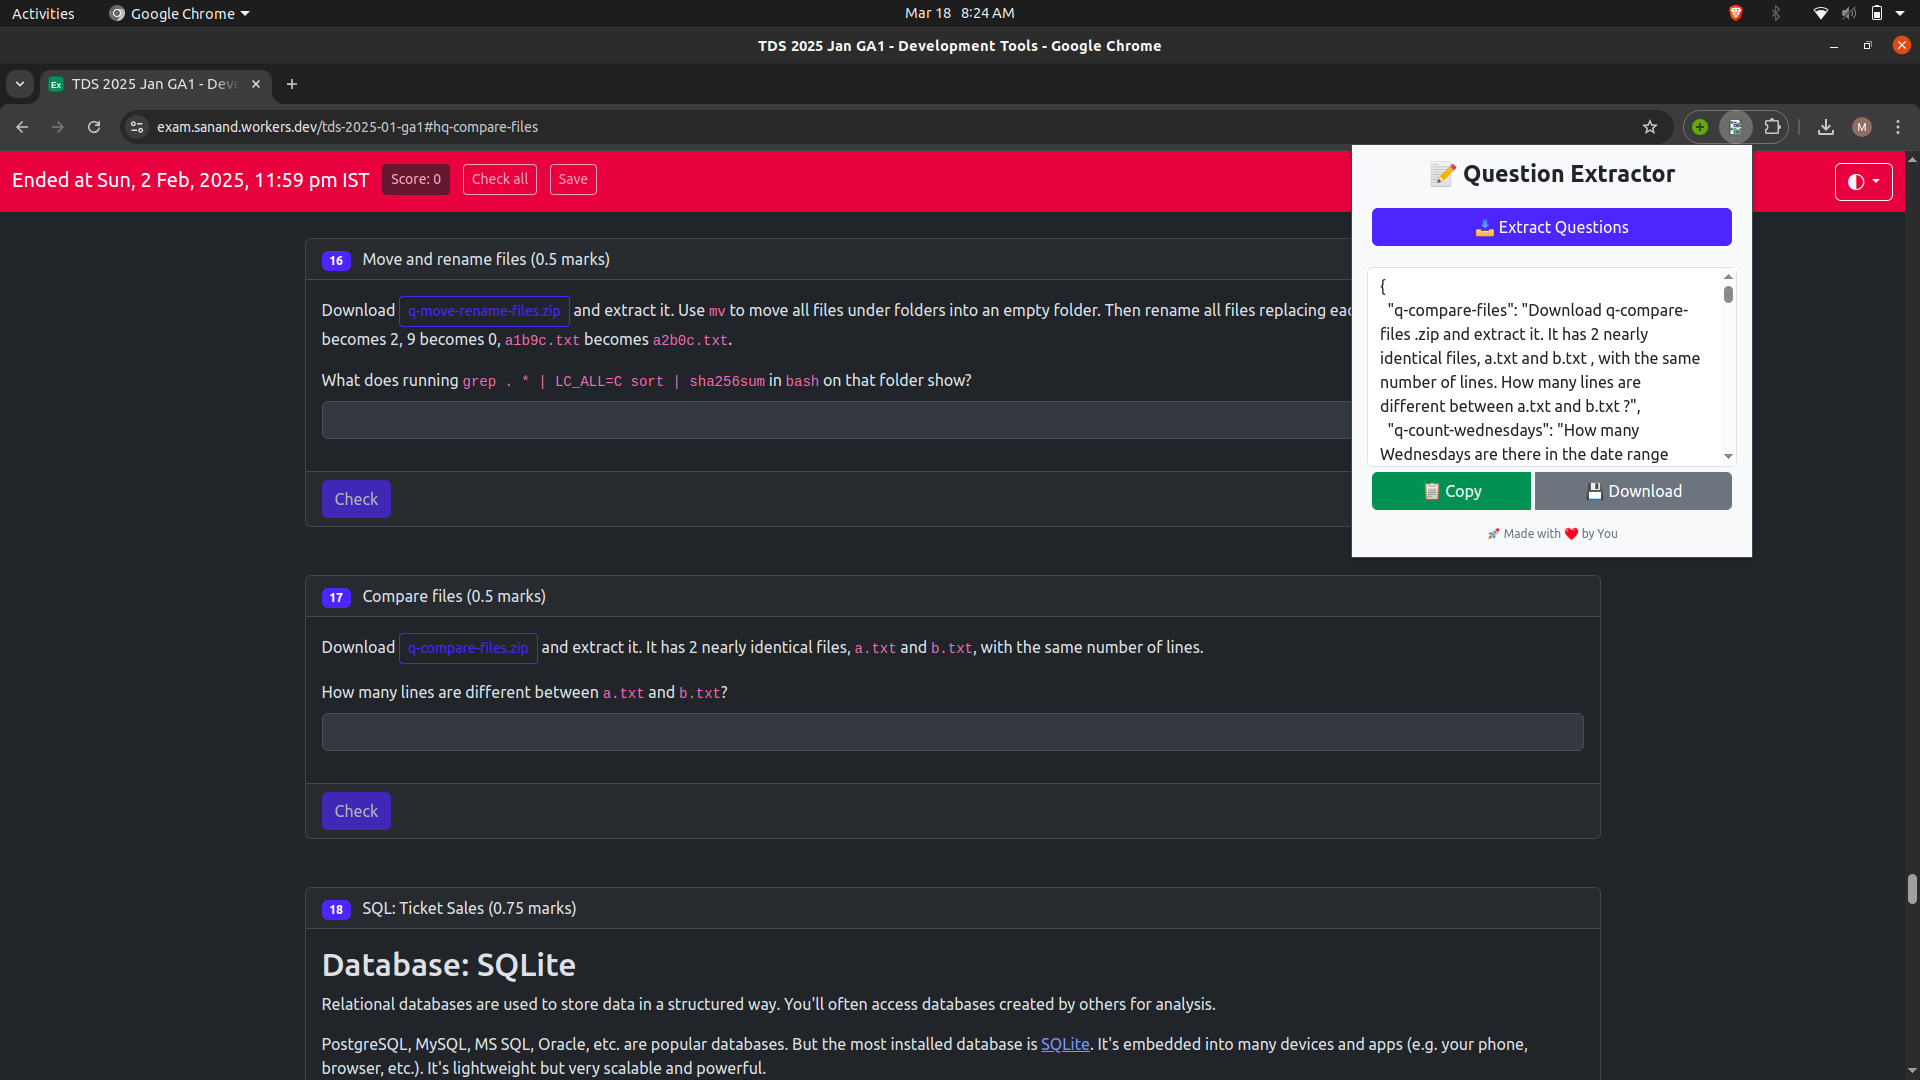 Activities
Google Chrome
Mar 18 8:24 AM
TDS 2025 Jan GA1 - Development Tools - Google Chrome
Ex
TDS 2025 Jan GA1 - Deve
exam.sanand.workers.dev/tds-2025-01-ga1#hq-compare-files
M
Ended at Sun, 2 Feb, 2025, 11:59 pm IST
Score: 0
Check all
Save
16 Move and rename files (0.5 marks)
Download q-move-rename-files.zip and extract it. Use mv to move all files under folders into an empty folder. Then rename all files replacing eac
becomes 2, 9 becomes 0, a1b9c.txt becomes a2b0c.txt.
What does running grep . * | LC_ALL=C sort | sha256sum in bash on that folder show?
Check
📝 Question Extractor
📥 Extract Questions
{
"q-compare-files": "Download q-compare-
files .zip and extract it. It has 2 nearly
identical files, a.txt and b.txt , with the same
number of lines. How many lines are
different between a.txt and b.txt ?",
"q-count-wednesdays": "How many
Wednesdays are there in the date range
📋 Copy
💾 Download
🚀 Made with ❤️ by You
17 Compare files (0.5 marks)
Download q-compare-files.zip and extract it. It has 2 nearly identical files, a.txt and b.txt, with the same number of lines.
How many lines are different between a.txt and b.txt?
Check
18 SQL: Ticket Sales (0.75 marks)
Database: SQLite
Relational databases are used to store data in a structured way. You'll often access databases created by others for analysis.
PostgreSQL, MySQL, MS SQL, Oracle, etc. are popular databases. But the most installed database is SQLite. It's embedded into many devices and apps (e.g. your phone,
browser, etc.). It's lightweight but very scalable and powerful.